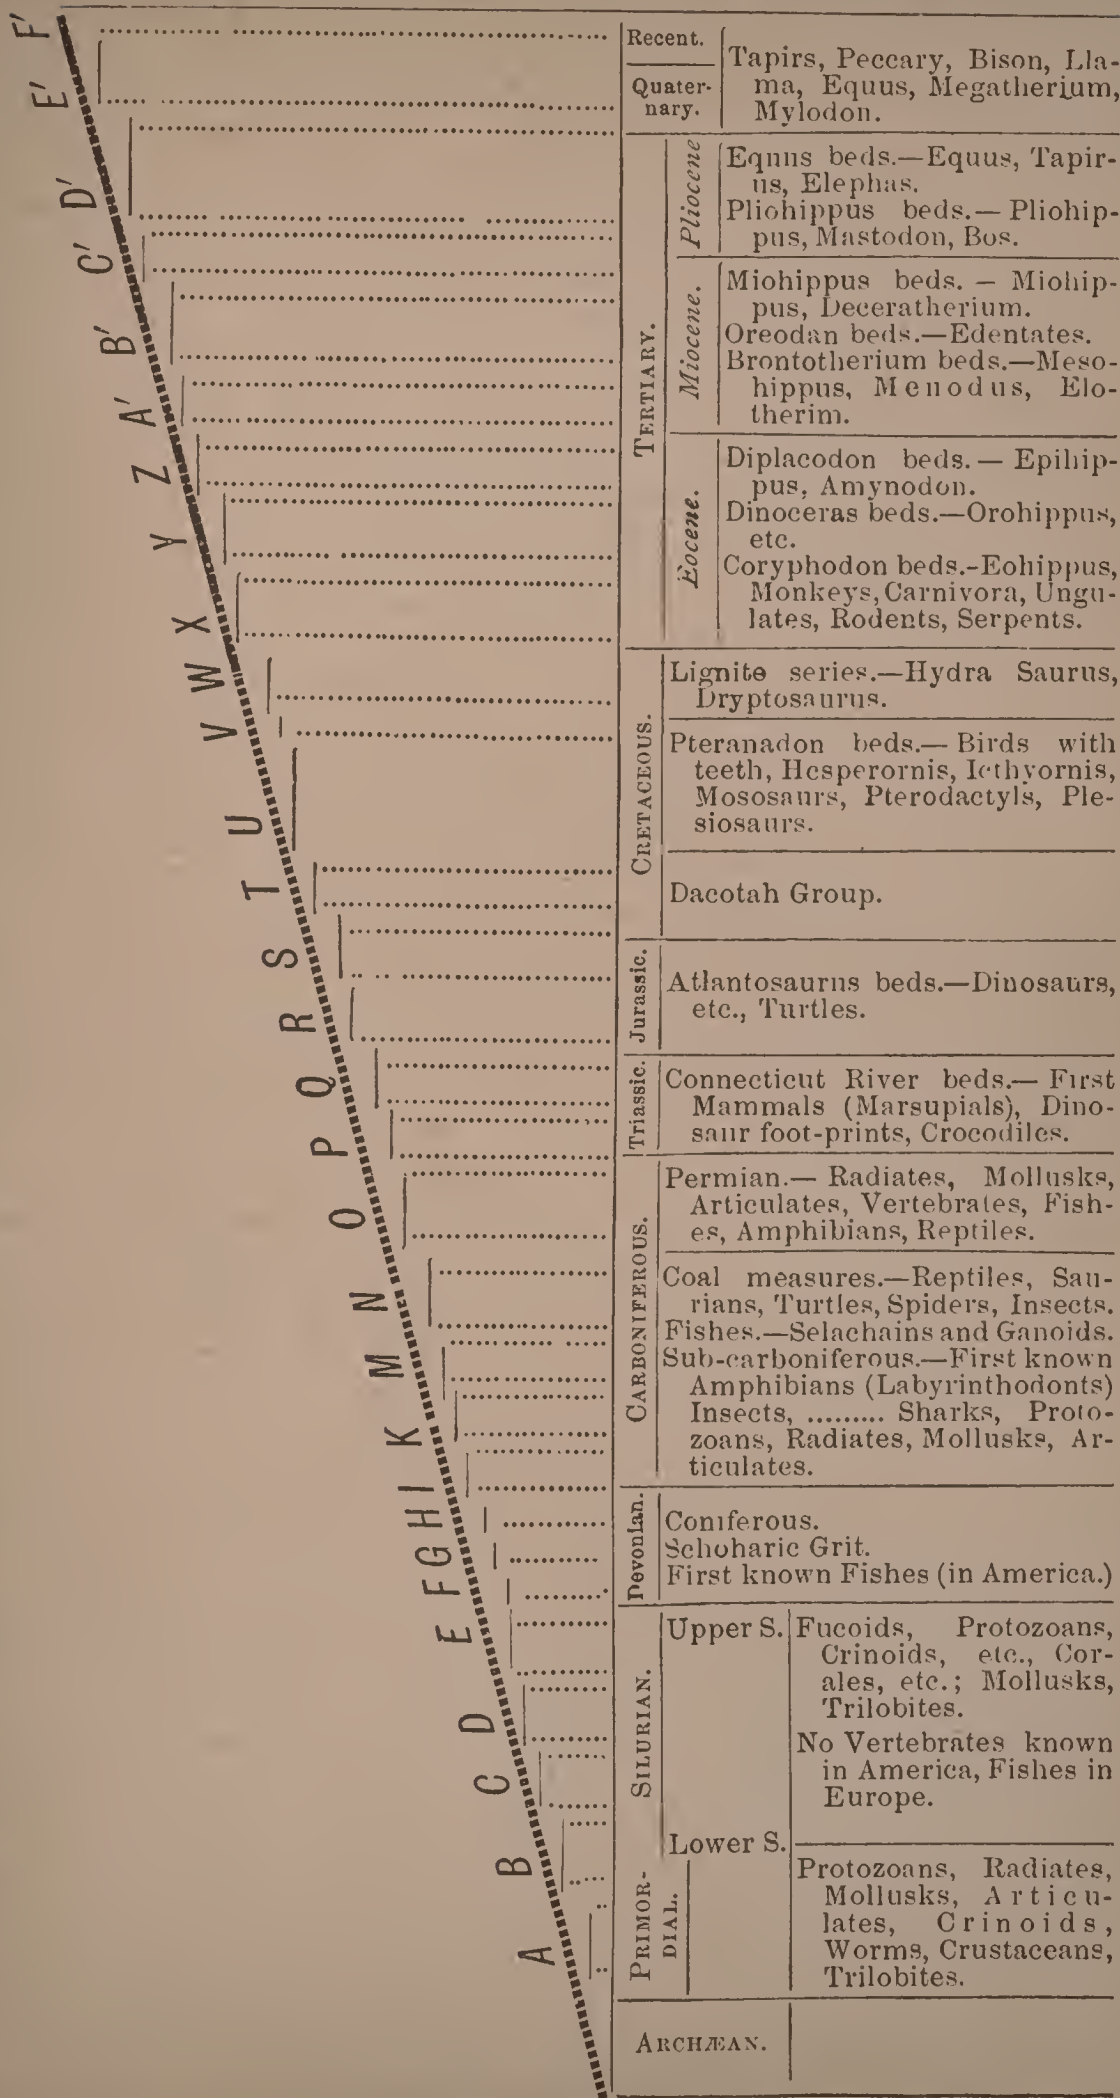 F'
E'
D'
C'
B'
A'
Z
Y
X
W
V
U
T
S
R
Q
P
O
N
M
K
I
H
G
F
E
D
C
B
A
Recent.
Quater-
nary.
Tapirs, Peccary, Bison, Lla-
ma, Equus, Megatherium,
Mylodon.
TERTIARY.
Pliocene
Equus beds.—Equus, Tapir-
us, Elephas.
Pliohippus beds.— Pliohip-
pus, Mastodon, Bos.
Miocene.
Miohippus beds. — Miohip-
pus, Deceratherium.
Oreodan beds.—Edentates.
Brontotherium beds.—Meso-
hippus, Menodus, Elo-
therim.
Eocene.
Diplacodon beds. — Epihip-
pus, Amynodon.
Dinoceras beds.—Orohippus,
etc.
Coryphodon beds.-Eohippus,
Monkeys, Carnivora, Ungu-
lates, Rodents, Serpents.
CRETACEOUS.
Lignite series.—Hydra Saurus,
Dryptosaurus.
Pteranadon beds.— Birds with
teeth, Hesperornis, Icthyornis,
Mososaurs, Pterodactyls, Ple-
siosaurs.
Dacotah Group.
Jurassic.
Atlantosaurus beds.—Dinosaurs,
etc., Turtles.
Triassic.
Connecticut River beds.— First
Mammals (Marsupials), Dino-
saur foot-prints, Crocodiles.
CARBONIFEROUS.
Permian.— Radiates, Mollusks,
Articulates, Vertebrates, Fish-
es, Amphibians, Reptiles.
Coal measures.—Reptiles, Sau-
rians, Turtles, Spiders, Insects.
Fishes.—Selachains and Ganoids.
Sub-carboniferous.—First known
Amphibians (Labyrinthodonts)
Insects, ......... Sharks, Proto-
zoans, Radiates, Mollusks, Ar-
ticulates.
Devonian.
Corniferous.
Schoharic Grit.
First known Fishes (in America.)
SILURIAN.
Upper S.
Fucoids, Protozoans,
Crinoids, etc., Cor-
ales, etc.; Mollusks,
Trilobites.
No Vertebrates known
in America, Fishes in
Europe.
Lower S.
PRIMOR-
DIAL.
Protozoans, Radiates,
Mollusks, Articu-
lates, Crinoids,
Worms, Crustaceans,
Trilobites.
ARCHÆAN.